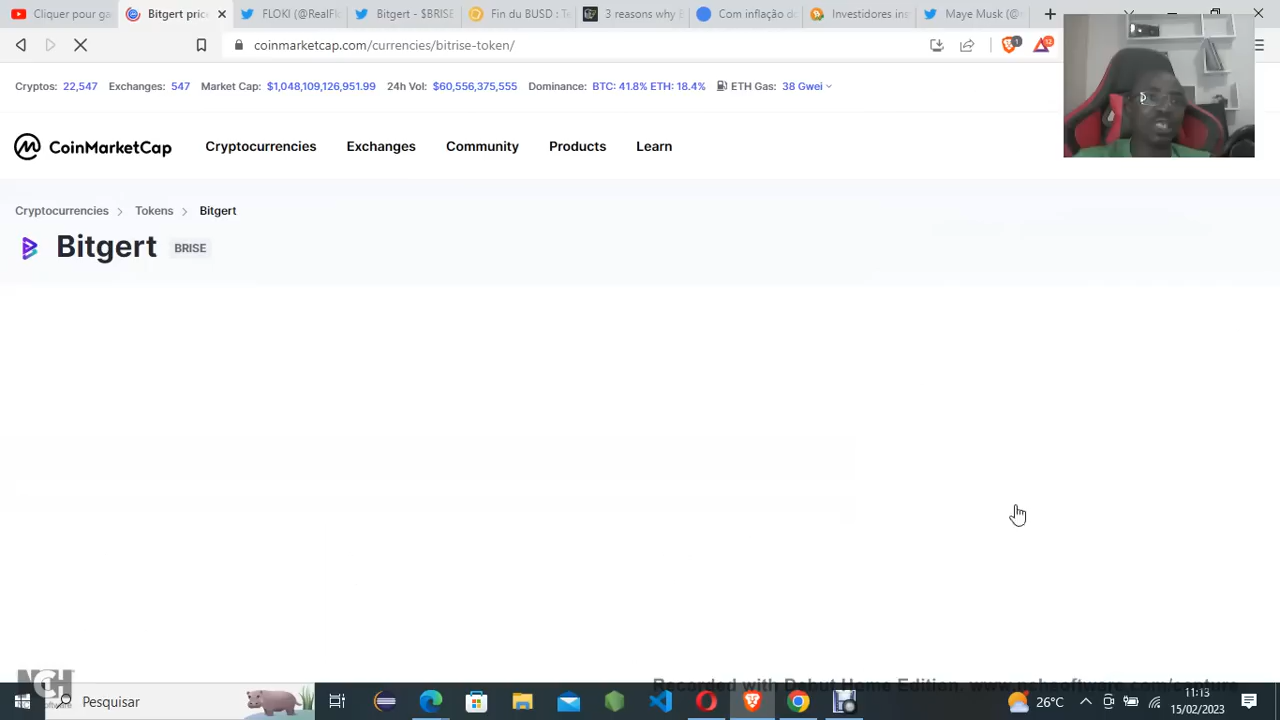 Cliquer pour ga
Bitgert pric
FLOKI (@RealFl
Bitgert - $BRISE
Fin du BUSD : Te
3 reasons why
Com inflação do
Investidores ins
Maye Musk (@
coinmarketcap.com/currencies/bitrise-token/
1
12
Cryptos: 22,547 Exchanges: 547 Market Cap: $1,048,109,126,951.99 24h Vol: $60,556,375,555 Dominance: BTC: 41.8% ETH: 18.4% ETH Gas: 38 Gwei
CoinMarketCap
Cryptocurrencies Exchanges Community Products Learn
Cryptocurrencies Tokens Bitgert
Bitgert BRISE
NCH
Recorded with Debut Home Edition. www.nchsoftware.com/capture
Pesquisar
26°C
11:13
15/02/2023